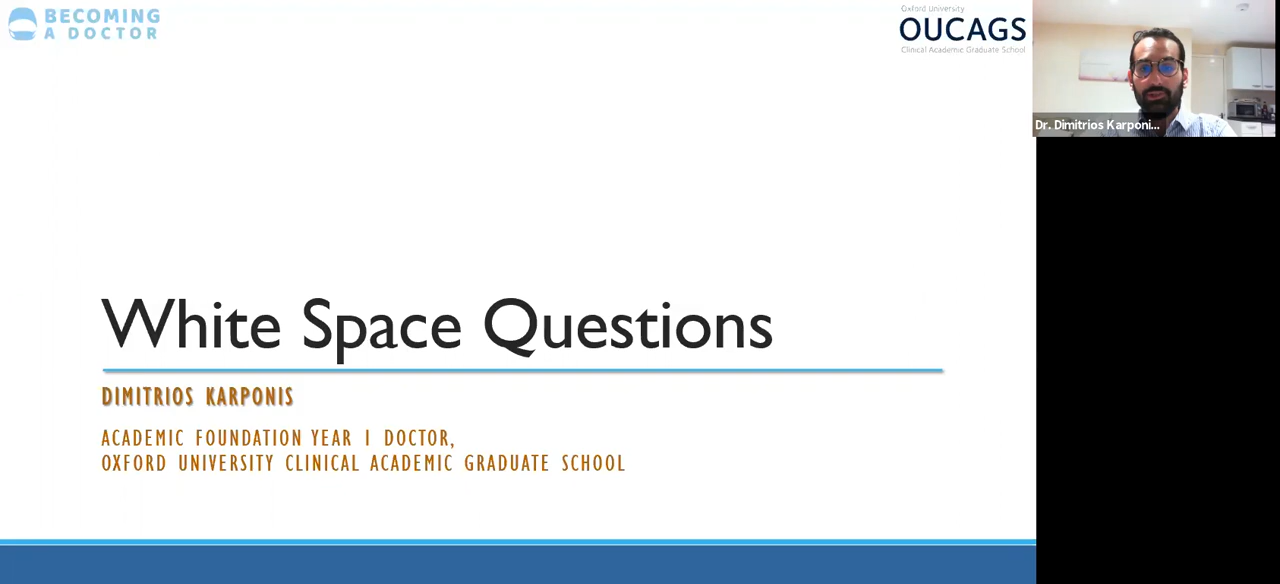 BECOMING
A DOCTOR
Oxford University
OUCAGS
Clinical Academic Graduate School
Dr. Dimitrios Karponi...
White Space Questions
DIMITRIOS KARPONIS
ACADEMIC FOUNDATION YEAR 1 DOCTOR,
OXFORD UNIVERSITY CLINICAL ACADEMIC GRADUATE SCHOOL